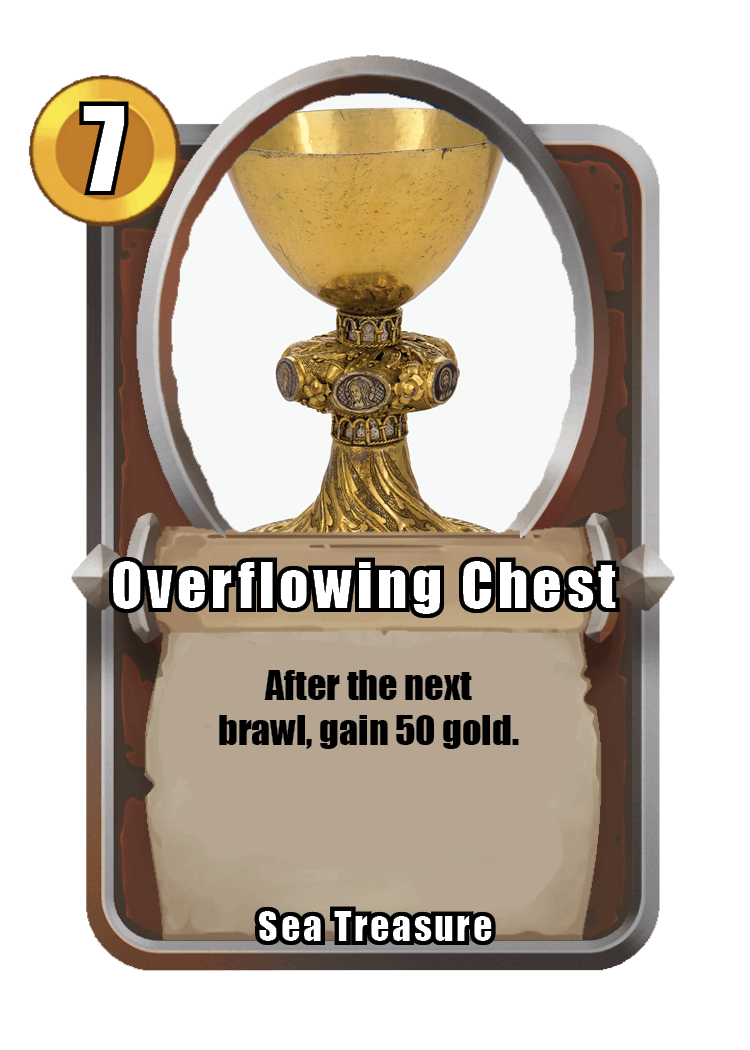 7
Overflowing Chest
After the next
brawl, gain 50 gold.
Sea Treasure